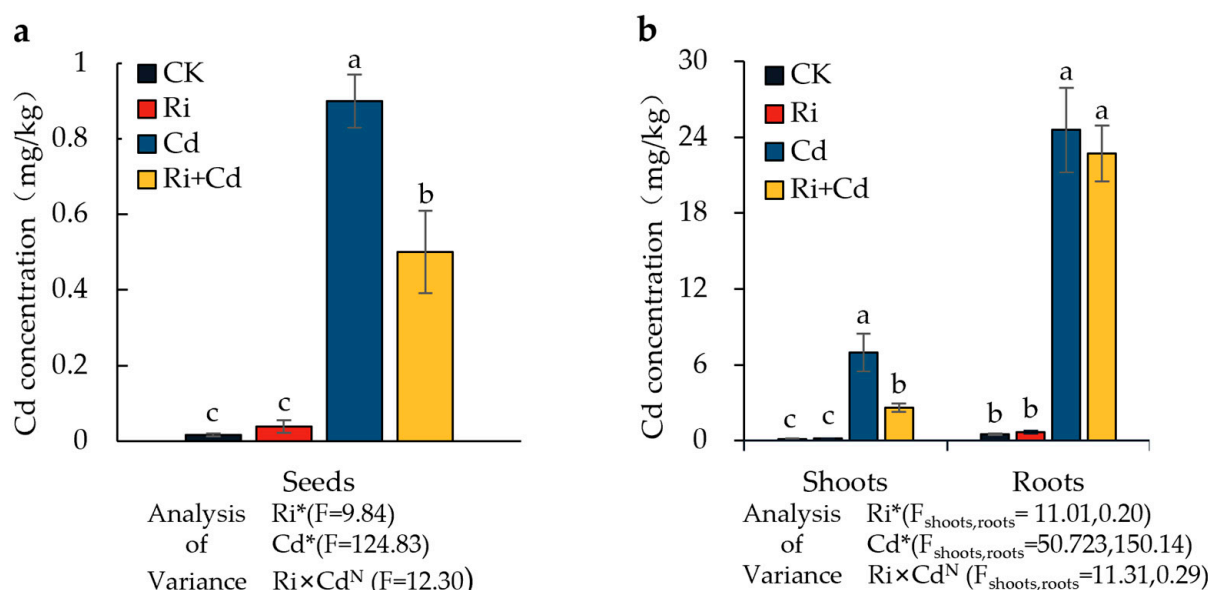 a
Cd concentration（mg/kg）
1
0.8
0.6
0.4
0.2
0
CK
Ri
Cd
Ri+Cd
c
c
a
b
Seeds
Analysis of Variance
Ri*(F=9.84)
Cd*(F=124.83)
Ri×Cdᴺ (F=12.30)
b
Cd concentration（mg/kg）
30
24
18
12
6
0
CK
Ri
Cd
Ri+Cd
c
c
a
b
b
b
a
a
Shoots
Roots
Analysis of Variance
Ri*(Fshoots,roots= 11.01,0.20)
Cd*(Fshoots,roots=50.723,150.14)
Ri×Cdᴺ (Fshoots,roots=11.31,0.29)